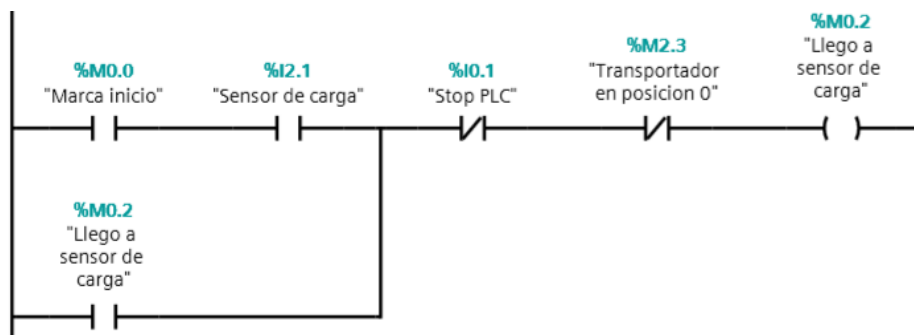 %M0.0
"Marca inicio"
%I2.1
"Sensor de carga"
%I0.1
"Stop PLC"
%M2.3
"Transportador
en posicion 0"
%M0.2
"Llego a
sensor de
carga"
%M0.2
"Llego a
sensor de
carga"